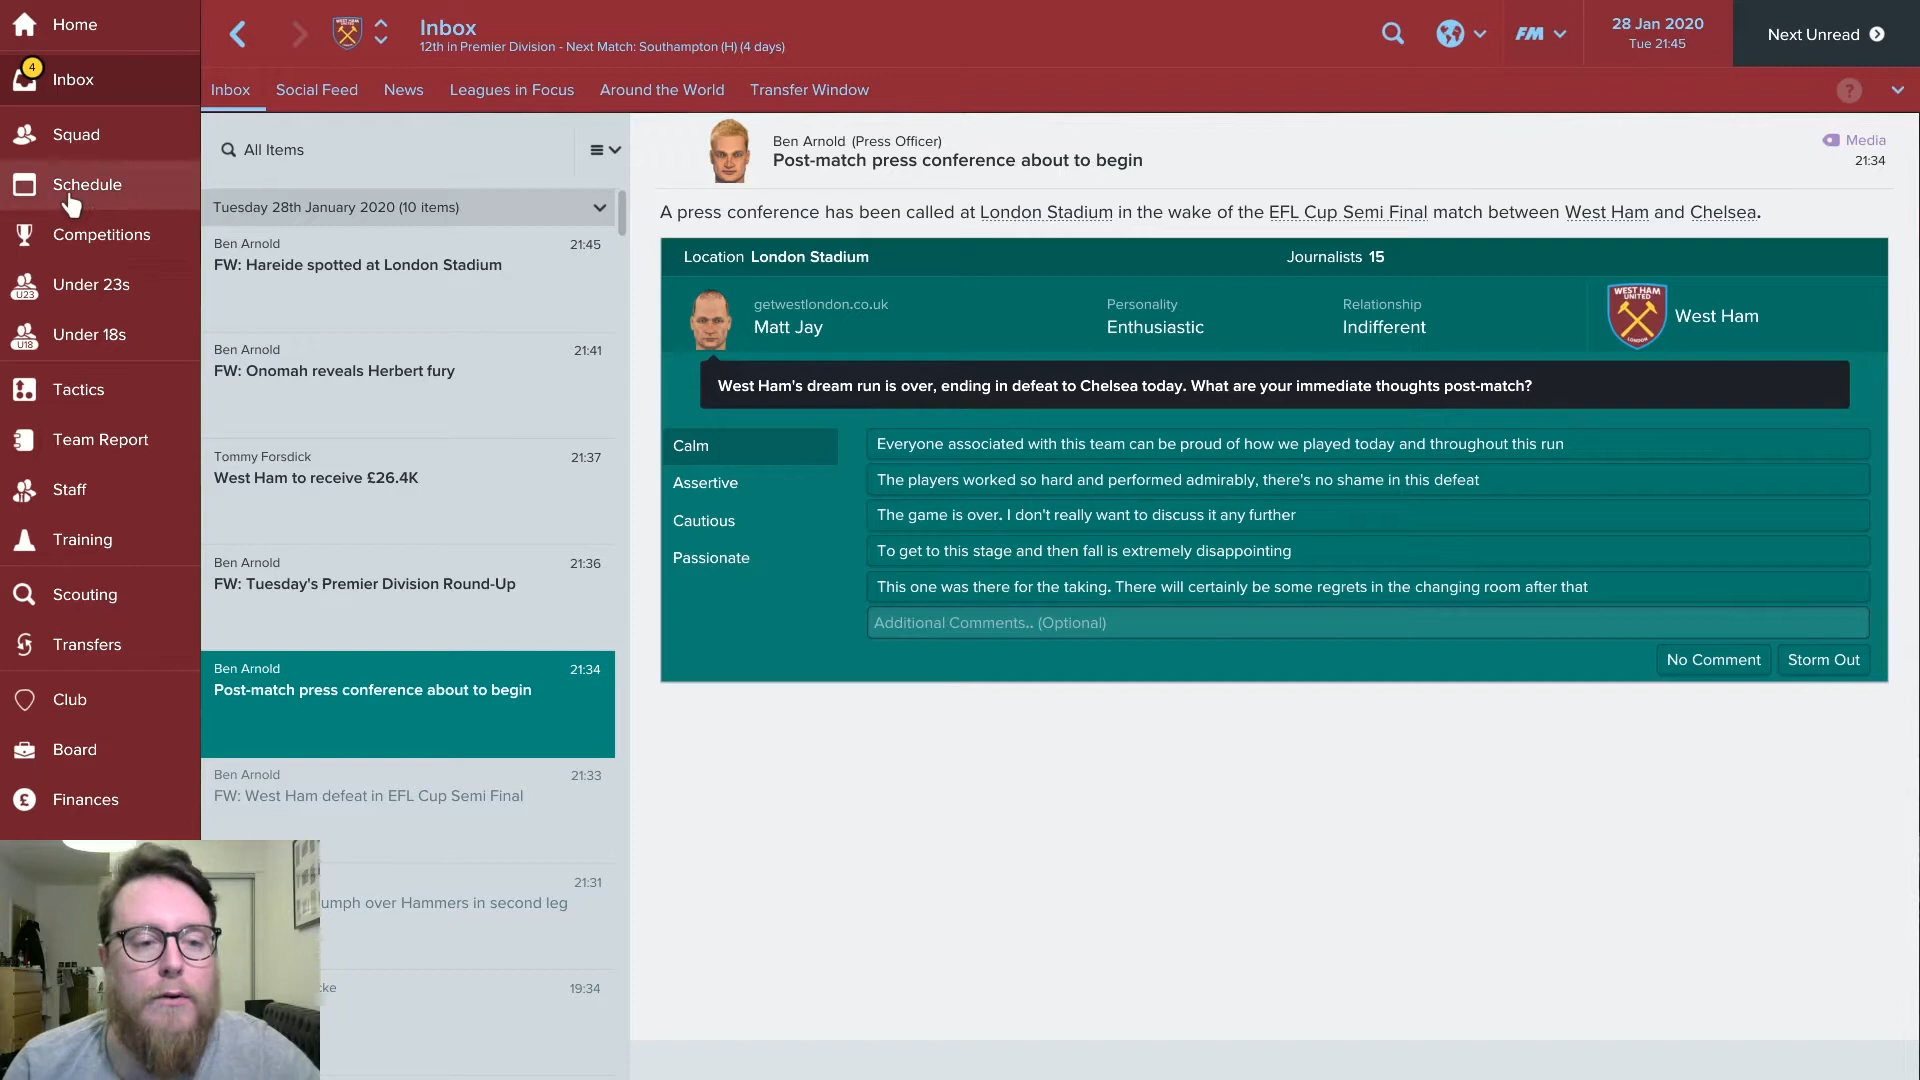 Home
4
Inbox
Squad
Schedule
Competitions
U23
Under 23s
U18
Under 18s
Tactics
Team Report
Staff
Training
Scouting
Transfers
Club
Board
£
Finances
WEST HAM
Inbox
12th in Premier Division - Next Match: Southampton (H) (4 days)
FM
28 Jan 2020
Tue 21:45
Next Unread
Inbox
Social Feed
News
Leagues in Focus
Around the World
Transfer Window
?
All Items
Tuesday 28th January 2020 (10 items)
Ben Arnold
21:45
FW: Hareide spotted at London Stadium
Ben Arnold
21:41
FW: Onomah reveals Herbert fury
Tommy Forsdick
21:37
West Ham to receive £26.4K
Ben Arnold
21:36
FW: Tuesday's Premier Division Round-Up
Ben Arnold
21:34
Post-match press conference about to begin
Ben Arnold
21:33
FW: West Ham defeat in EFL Cup Semi Final
21:31
umph over Hammers in second leg
cke
19:34
Ben Arnold (Press Officer)
Post-match press conference about to begin
Media
21:34
A press conference has been called at London Stadium in the wake of the EFL Cup Semi Final match between West Ham and Chelsea.
Location London Stadium
Journalists 15
getwestlondon.co.uk
Matt Jay
Personality
Enthusiastic
Relationship
Indifferent
WEST HAM
UNITED
LONDON
West Ham
West Ham's dream run is over, ending in defeat to Chelsea today. What are your immediate thoughts post-match?
Calm
Assertive
Cautious
Passionate
Everyone associated with this team can be proud of how we played today and throughout this run
The players worked so hard and performed admirably, there's no shame in this defeat
The game is over. I don't really want to discuss it any further
To get to this stage and then fall is extremely disappointing
This one was there for the taking. There will certainly be some regrets in the changing room after that
Additional Comments.. (Optional)
No Comment
Storm Out